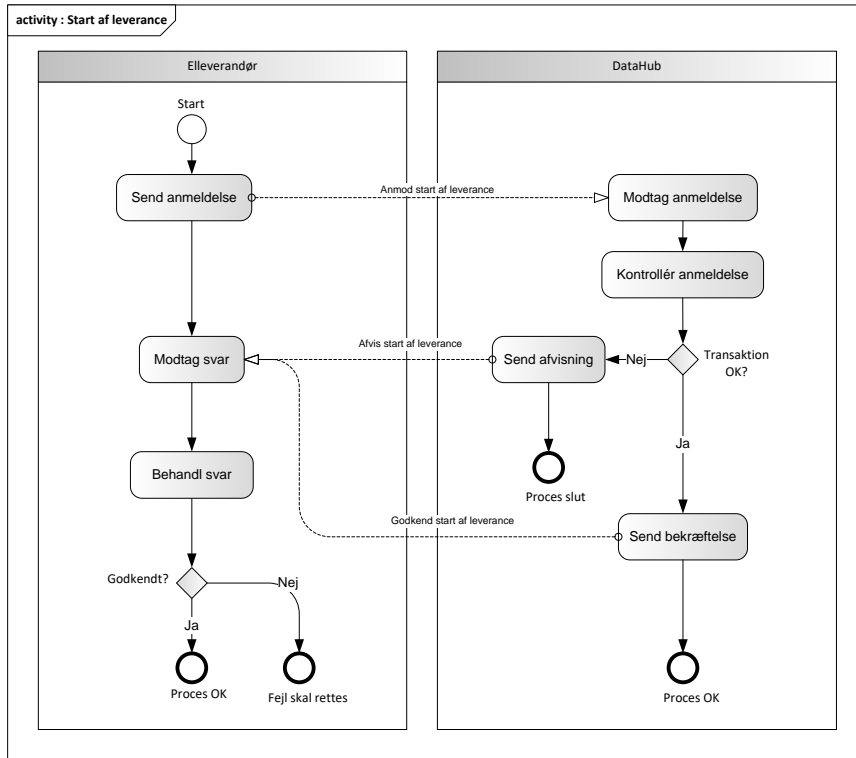 activity : Start af leverance
Elleverandør
DataHub
Start
Send anmeldelse
Anmod start af leverance
Modtag anmeldelse
Kontrollér anmeldelse
Modtag svar
Afvis start af leverance
Send afvisning
Nej
Transaktion
OK?
Ja
Behandl svar
Proces slut
Godkend start af leverance
Send bekræftelse
Godkendt?
Nej
Ja
Proces OK
Fejl skal rettes
Proces OK